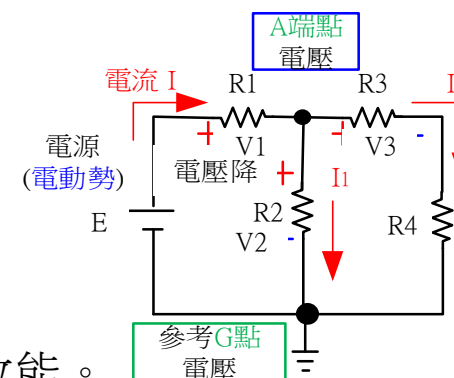 A端點
電壓
電流 I
R1
R3
I
+
V1
+
V3
-
電源
(電動勢)
電壓降
+
I1
E
R2
V2
-
R4
參考G點
電壓
能。